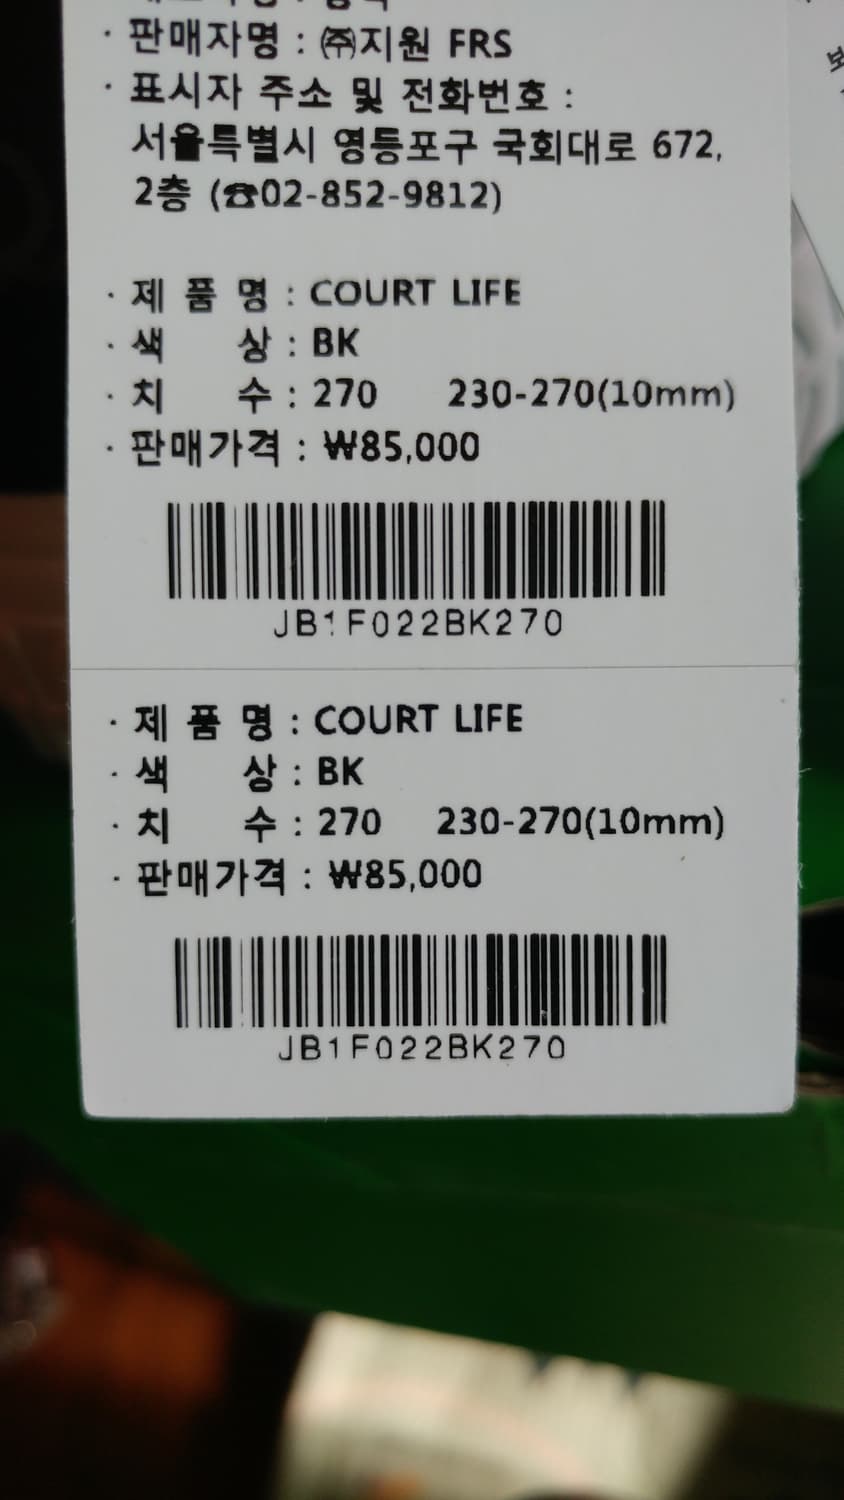 · 판매자명 : ㈜지원 FRS
· 표시자 주소 및 전화번호 :
서울특별시 영등포구 국회대로 672,
2층 (☎02-852-9812)
· 제 품 명 : COURT LIFE
· 색 상 : BK
· 치 수 : 270 230-270(10mm)
· 판매가격 : ₩85,000
JB1F022BK270
· 제 품 명 : COURT LIFE
· 색 상 : BK
· 치 수 : 270 230-270(10mm)
· 판매가격 : ₩85,000
JB1F022BK270